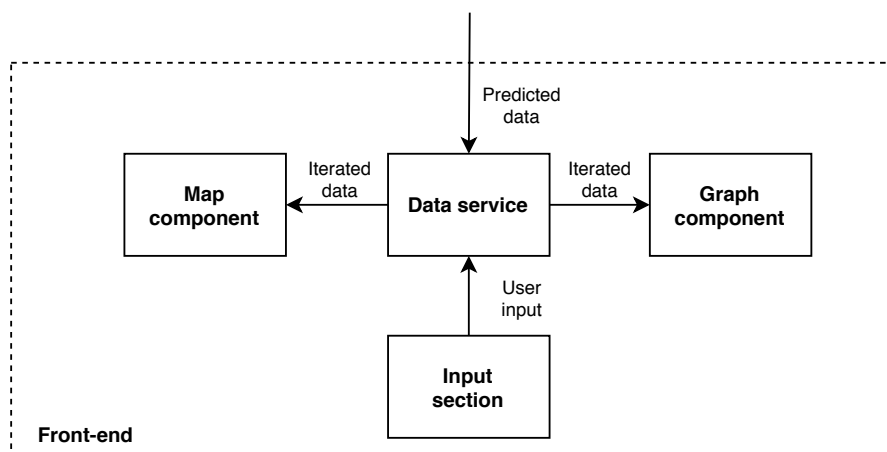 Predicted
data
Iterated
data
Iterated
data
Map
component
Data service
Graph
component
User
input
Input
section
Front-end